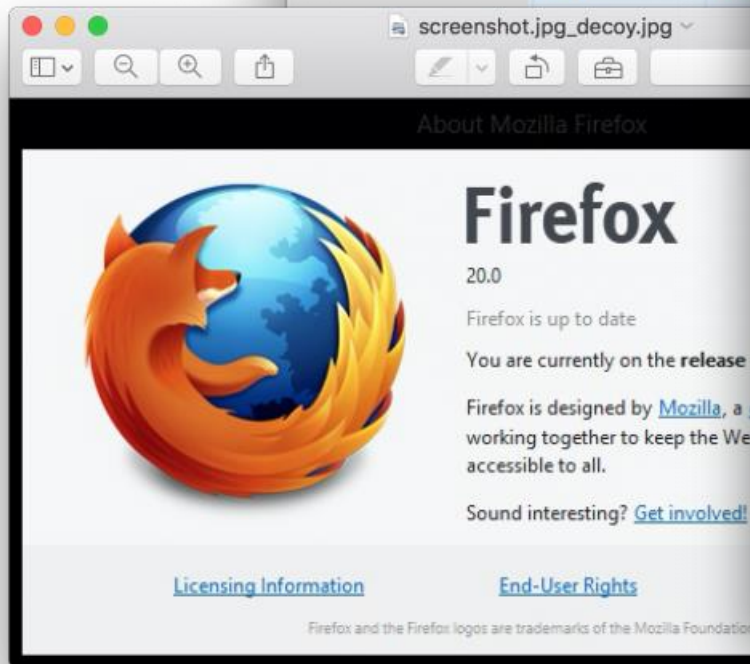 screenshot.jpg_decoy.jpg
About Mozilla Firefox
Firefox
20.0
Firefox is up to date
You are currently on the release
Firefox is designed by Mozilla, a
working together to keep the We
accessible to all.
Sound interesting? Get involved!
Licensing Information
End-User Rights
Firefox and the Firefox logos are trademarks of the Mozilla Foundation